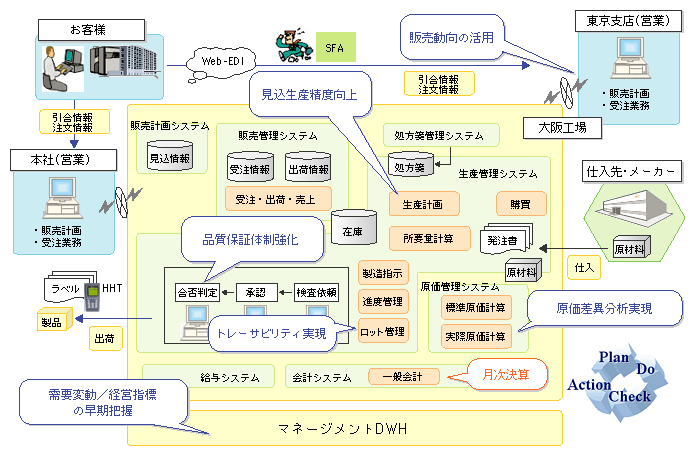 お客様
Web-EDI
SFA
販売動向の活用
東京支店(営業)
・販売計画
・受注業務
引合情報
注文情報
引合情報
注文情報
見込生産精度向上
大阪工場
販売計画システム
見込情報
販売管理システム
受注情報
出荷情報
受注・出荷・売上
処方箋管理システム
処方箋
本社(営業)
・販売計画
・受注業務
生産管理システム
生産計画
購買
所要量計算
発注書
仕入先・メーカー
原材料
仕入
原材料
在庫
品質保証体制強化
合否判定
承認
検査依頼
トレーサビリティ実現
製造指示
進度管理
ロット管理
原価管理システム
標準原価計算
実際原価計算
原価差異分析実現
ラベル
HHT
製品
出荷
給与システム
会計システム
一般会計
月次決算
需要変動／経営指標
の早期把握
マネージメントDWH
Plan
Do
Action
Check